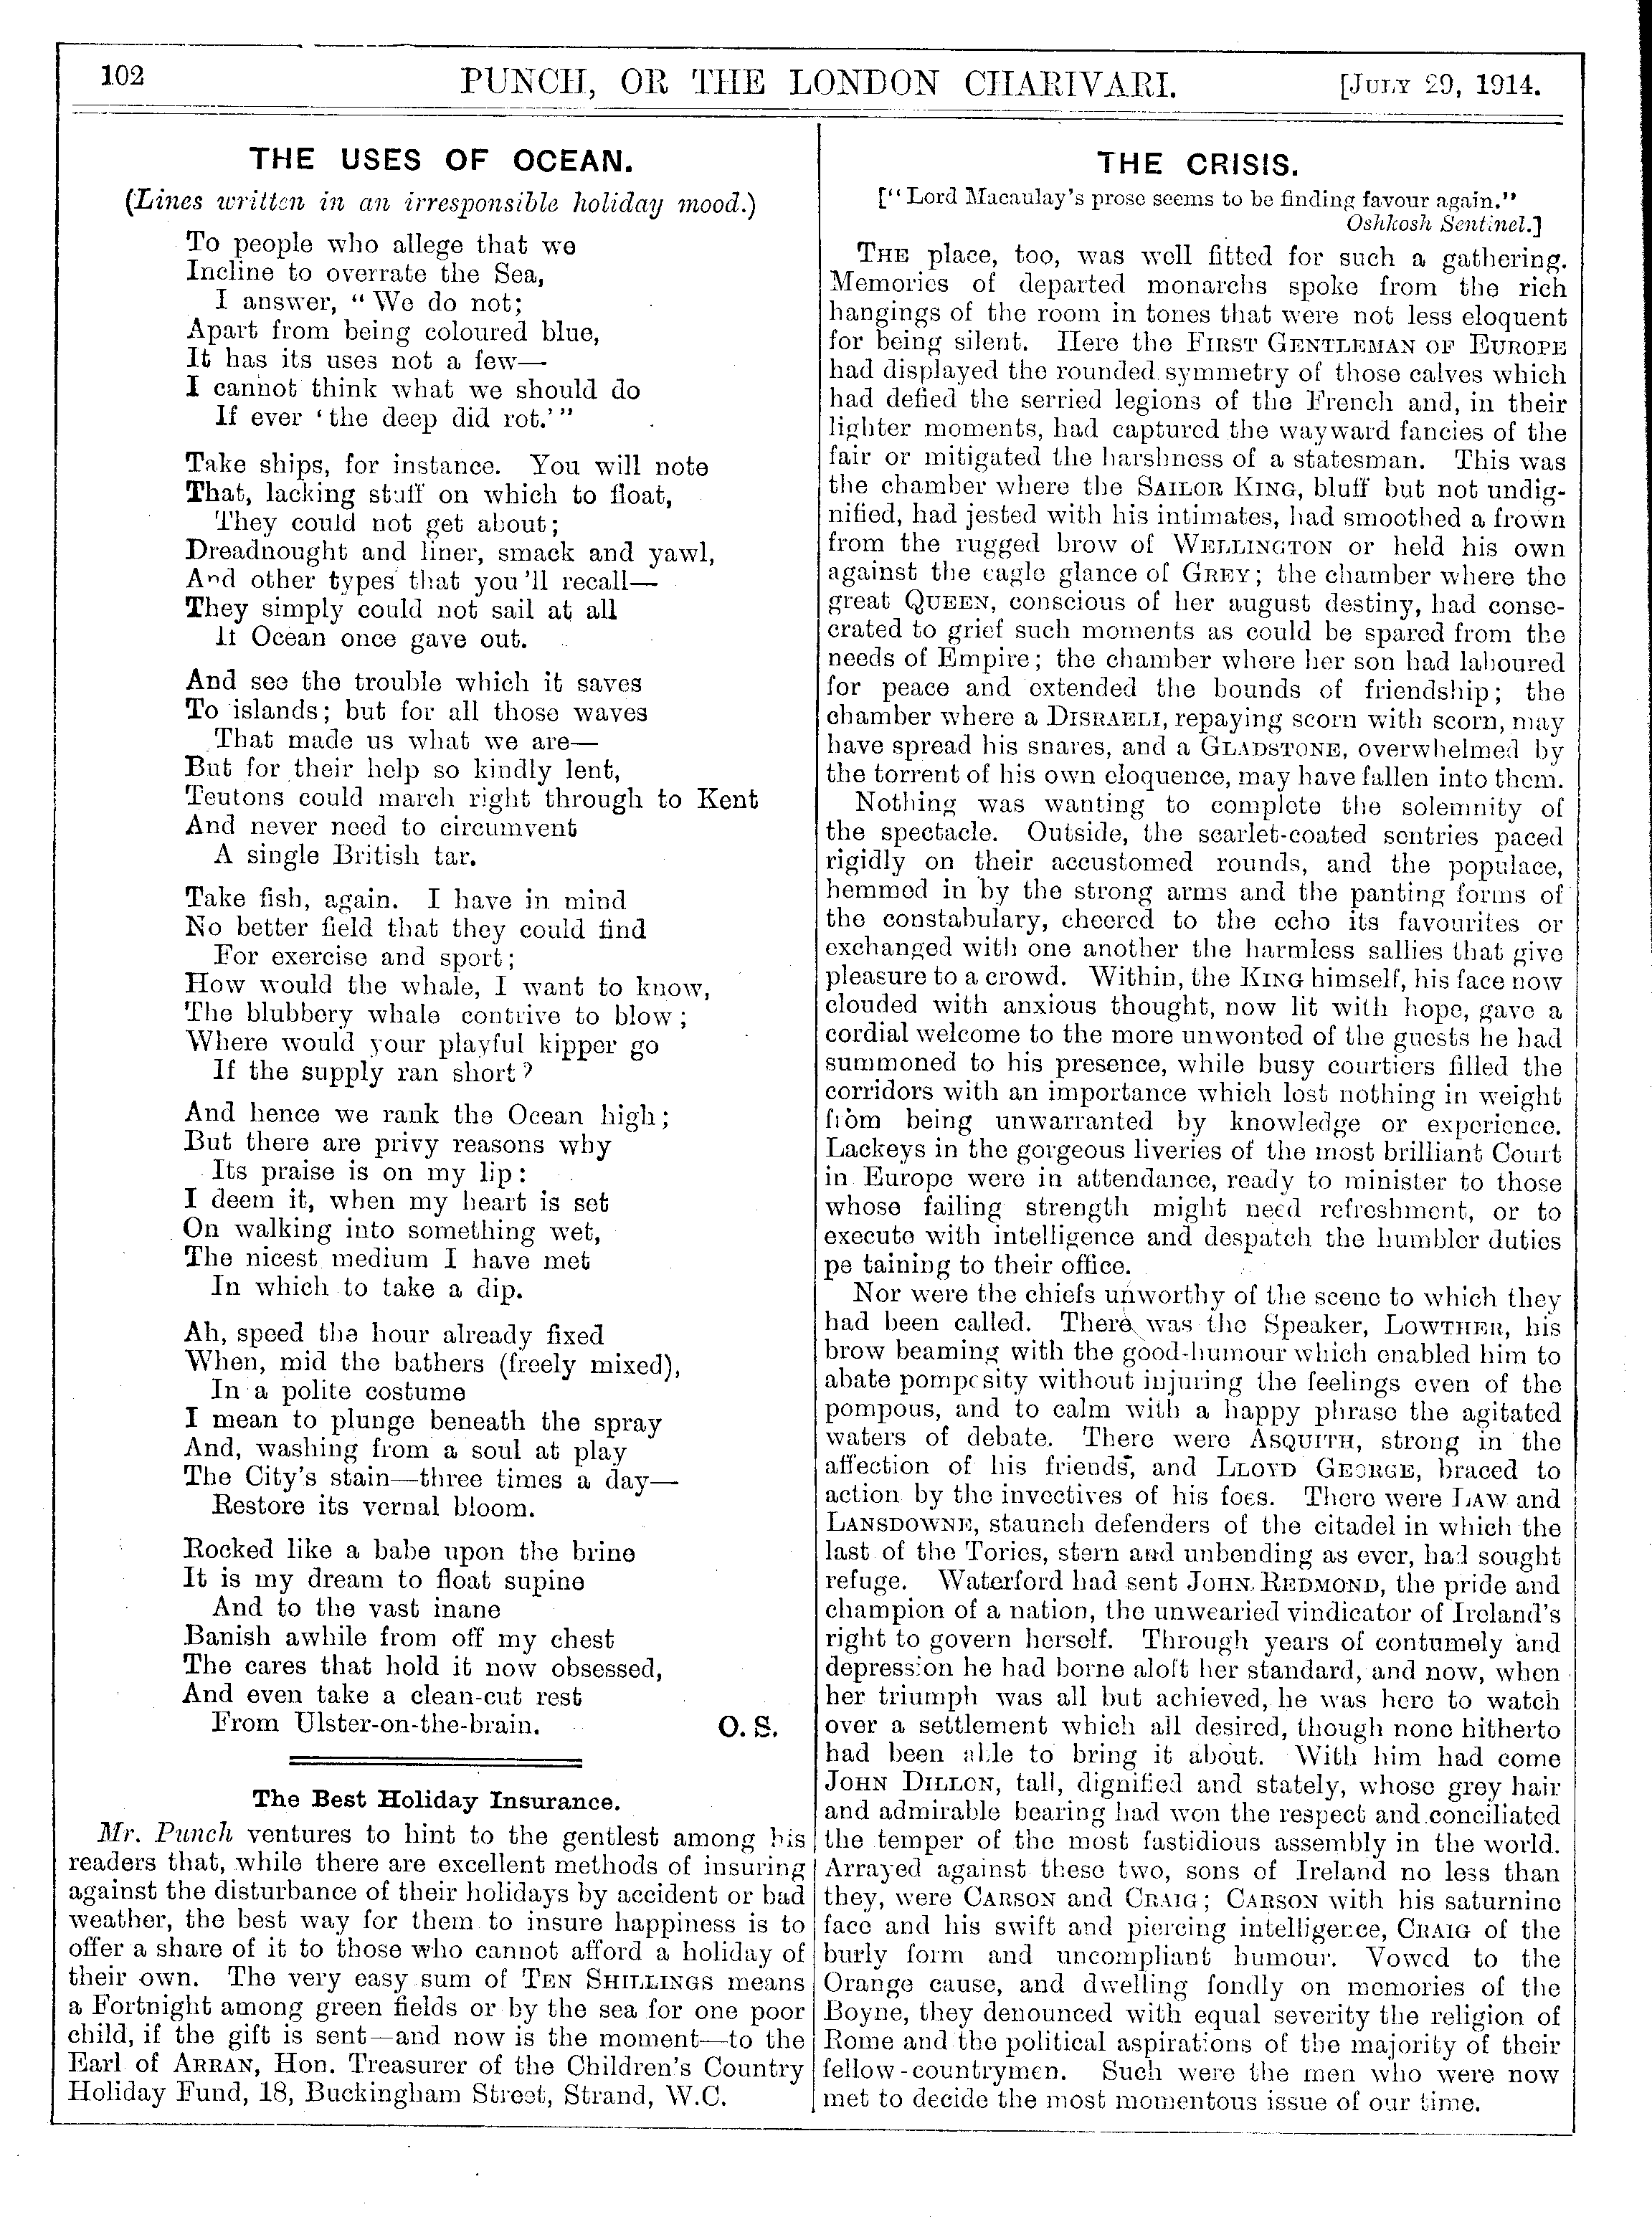 102
PUNCH, OR THE LONDON CHARIVARI.
[JULY 29, 1914.
THE USES OF OCEAN.
(Lines written in an irresponsible holiday mood.)
To people who allege that we
Incline to overrate the Sea,
I answer, "We do not;
Apart from being coloured blue,
It has its uses not a few—
I cannot think what we should do
If ever 'the deep did rot.'"
Take ships, for instance. You will note
That, lacking stuff on which to float,
They could not get about;
Dreadnought and liner, smack and yawl,
And other types that you'll recall—
They simply could not sail at all
If Ocean once gave out.
And see the trouble which it saves
To islands; but for all those waves
That made us what we are—
But for their help so kindly lent,
Teutons could march right through to Kent
And never need to circumvent
A single British tar.
Take fish, again. I have in mind
No better field that they could find
For exercise and sport;
How would the whale, I want to know,
The blubbery whale contrive to blow;
Where would your playful kipper go
If the supply ran short?
And hence we rank the Ocean high;
But there are privy reasons why
Its praise is on my lip:
I deem it, when my heart is set
On walking into something wet,
The nicest medium I have met
In which to take a dip.
Ah, speed the hour already fixed
When, mid the bathers (freely mixed),
In a polite costume
I mean to plunge beneath the spray
And, washing from a soul at play
The City's stain—three times a day—
Restore its vernal bloom.
Rocked like a babe upon the brine
It is my dream to float supine
And to the vast inane
Banish awhile from off my chest
The cares that hold it now obsessed,
And even take a clean-cut rest
From Ulster-on-the-brain.
O. S.
The Best Holiday Insurance.
Mr. Punch ventures to hint to the gentlest among his
readers that, while there are excellent methods of insuring
against the disturbance of their holidays by accident or bad
weather, the best way for them to insure happiness is to
offer a share of it to those who cannot afford a holiday of
their own. The very easy sum of TEN SHILLINGS means
a Fortnight among green fields or by the sea for one poor
child, if the gift is sent—and now is the moment—to the
Earl of ARRAN, Hon. Treasurer of the Children's Country
Holiday Fund, 18, Buckingham Street, Strand, W.C.
THE CRISIS.
["Lord Macaulay's prose seems to be finding favour again."
Oshkosh Sentinel.]
THE place, too, was well fitted for such a gathering.
Memories of departed monarchs spoke from the rich
hangings of the room in tones that were not less eloquent
for being silent. Here the FIRST GENTLEMAN OF EUROPE
had displayed the rounded symmetry of those calves which
had defied the serried legions of the French and, in their
lighter moments, had captured the wayward fancies of the
fair or mitigated the harshness of a statesman. This was
the chamber where the SAILOR KING, bluff but not undig-
nified, had jested with his intimates, had smoothed a frown
from the rugged brow of WELLINGTON or held his own
against the eagle glance of GREY; the chamber where the
great QUEEN, conscious of her august destiny, had conse-
crated to grief such moments as could be spared from the
needs of Empire; the chamber where her son had laboured
for peace and extended the bounds of friendship; the
chamber where a DISRAELI, repaying scorn with scorn, may
have spread his snares, and a GLADSTONE, overwhelmed by
the torrent of his own eloquence, may have fallen into them.
Nothing was wanting to complete the solemnity of
the spectacle. Outside, the scarlet-coated sentries paced
rigidly on their accustomed rounds, and the populace,
hemmed in by the strong arms and the panting forms of
the constabulary, cheered to the echo its favourites or
exchanged with one another the harmless sallies that give
pleasure to a crowd. Within, the KING himself, his face now
clouded with anxious thought, now lit with hope, gave a
cordial welcome to the more unwonted of the guests he had
summoned to his presence, while busy courtiers filled the
corridors with an importance which lost nothing in weight
from being unwarranted by knowledge or experience.
Lackeys in the gorgeous liveries of the most brilliant Court
in Europe were in attendance, ready to minister to those
whose failing strength might need refreshment, or to
execute with intelligence and despatch the humbler duties
pe taining to their office.
Nor were the chiefs unworthy of the scene to which they
had been called. There was the Speaker, LOWTHER, his
brow beaming with the good-humour which enabled him to
abate pomposity without injuring the feelings even of the
pompous, and to calm with a happy phrase the agitated
waters of debate. There were ASQUITH, strong in the
affection of his friends, and LLOYD GEORGE, braced to
action by the invectives of his foes. There were LAW and
LANSDOWNE, staunch defenders of the citadel in which the
last of the Tories, stern and unbending as ever, had sought
refuge. Waterford had sent JOHN REDMOND, the pride and
champion of a nation, the unwearied vindicator of Ireland's
right to govern herself. Through years of contumely and
depression he had borne aloft her standard, and now, when
her triumph was all but achieved, he was here to watch
over a settlement which all desired, though none hitherto
had been able to bring it about. With him had come
JOHN DILLON, tall, dignified and stately, whose grey hair
and admirable bearing had won the respect and conciliated
the temper of the most fastidious assembly in the world.
Arrayed against these two, sons of Ireland no less than
they, were CARSON and CRAIG; CARSON with his saturnine
face and his swift and piercing intelligence, CRAIG of the
burly form and uncompliant humour. Vowed to the
Orange cause, and dwelling fondly on memories of the
Boyne, they denounced with equal severity the religion of
Rome and the political aspirations of the majority of their
fellow-countrymen. Such were the men who were now
met to decide the most momentous issue of our time.